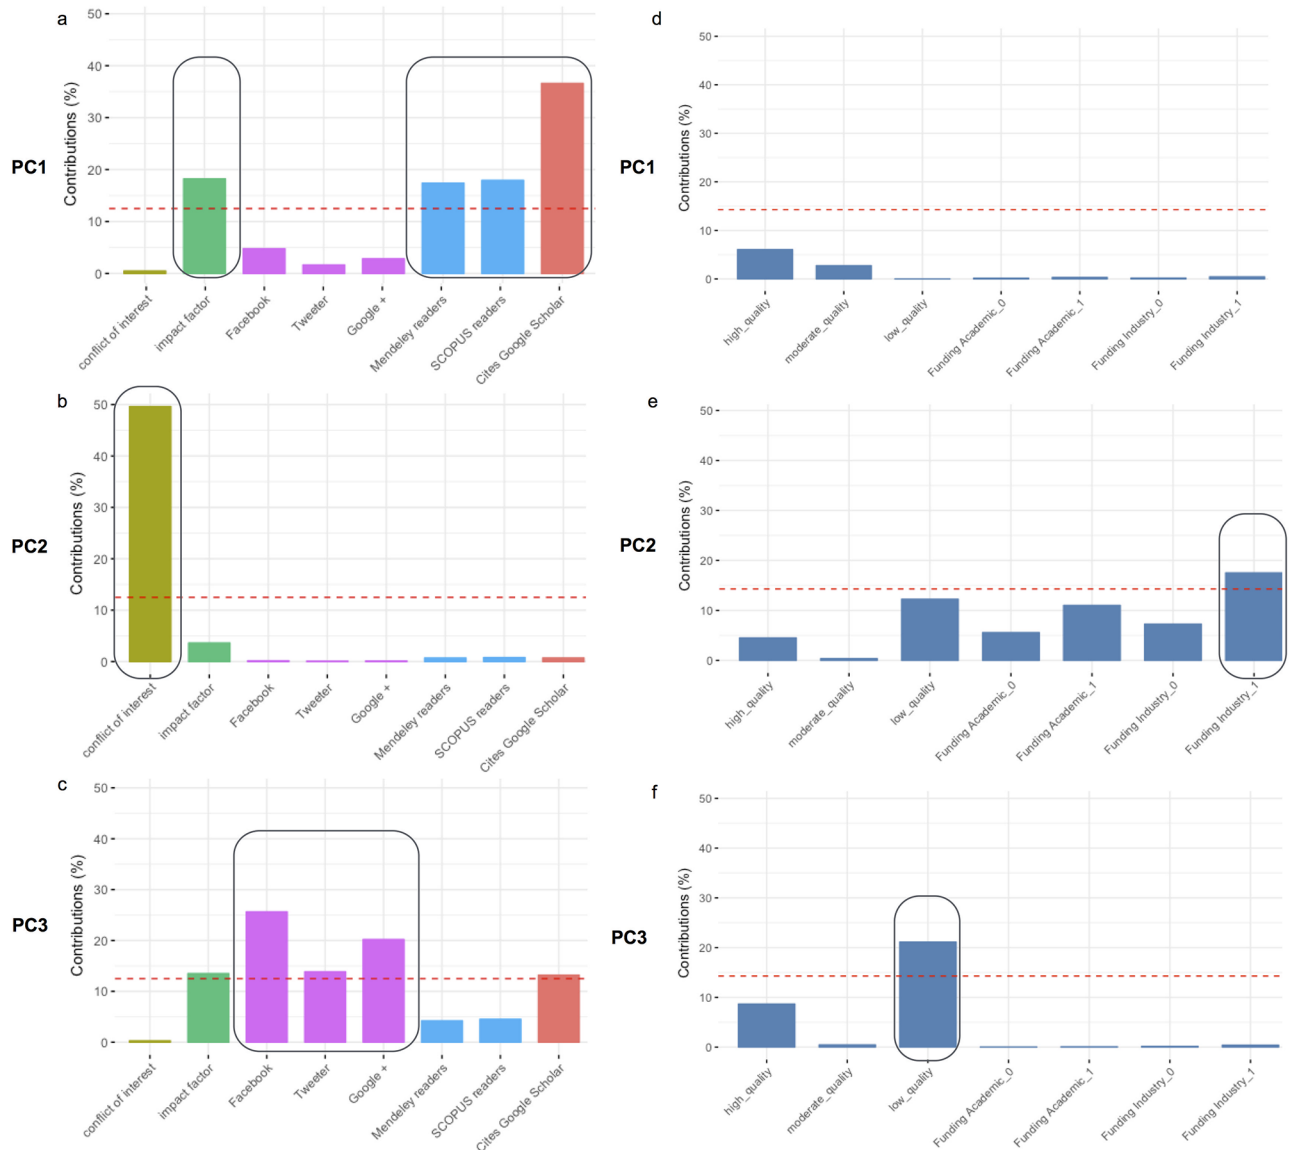 a
PC1
Contributions (%)
50
40
30
20
10
0
conflict of interest
impact factor
Facebook
Tweeter
Google +
Mendeley readers
SCOPUS readers
Cites Google Scholar
d
PC1
Contributions (%)
50
40
30
20
10
0
high_quality
moderate_quality
low_quality
Funding Academic_0
Funding Academic_1
Funding Industry_0
Funding Industry_1
b
PC2
Contributions (%)
50
40
30
20
10
0
conflict of interest
impact factor
Facebook
Tweeter
Google +
Mendeley readers
SCOPUS readers
Cites Google Scholar
e
PC2
Contributions (%)
50
40
30
20
10
0
high_quality
moderate_quality
low_quality
Funding Academic_0
Funding Academic_1
Funding Industry_0
Funding Industry_1
c
PC3
Contributions (%)
50
40
30
20
10
0
conflict of interest
impact factor
Facebook
Tweeter
Google +
Mendeley readers
SCOPUS readers
Cites Google Scholar
f
PC3
Contributions (%)
50
40
30
20
10
0
high_quality
moderate_quality
low_quality
Funding Academic_0
Funding Academic_1
Funding Industry_0
Funding Industry_1